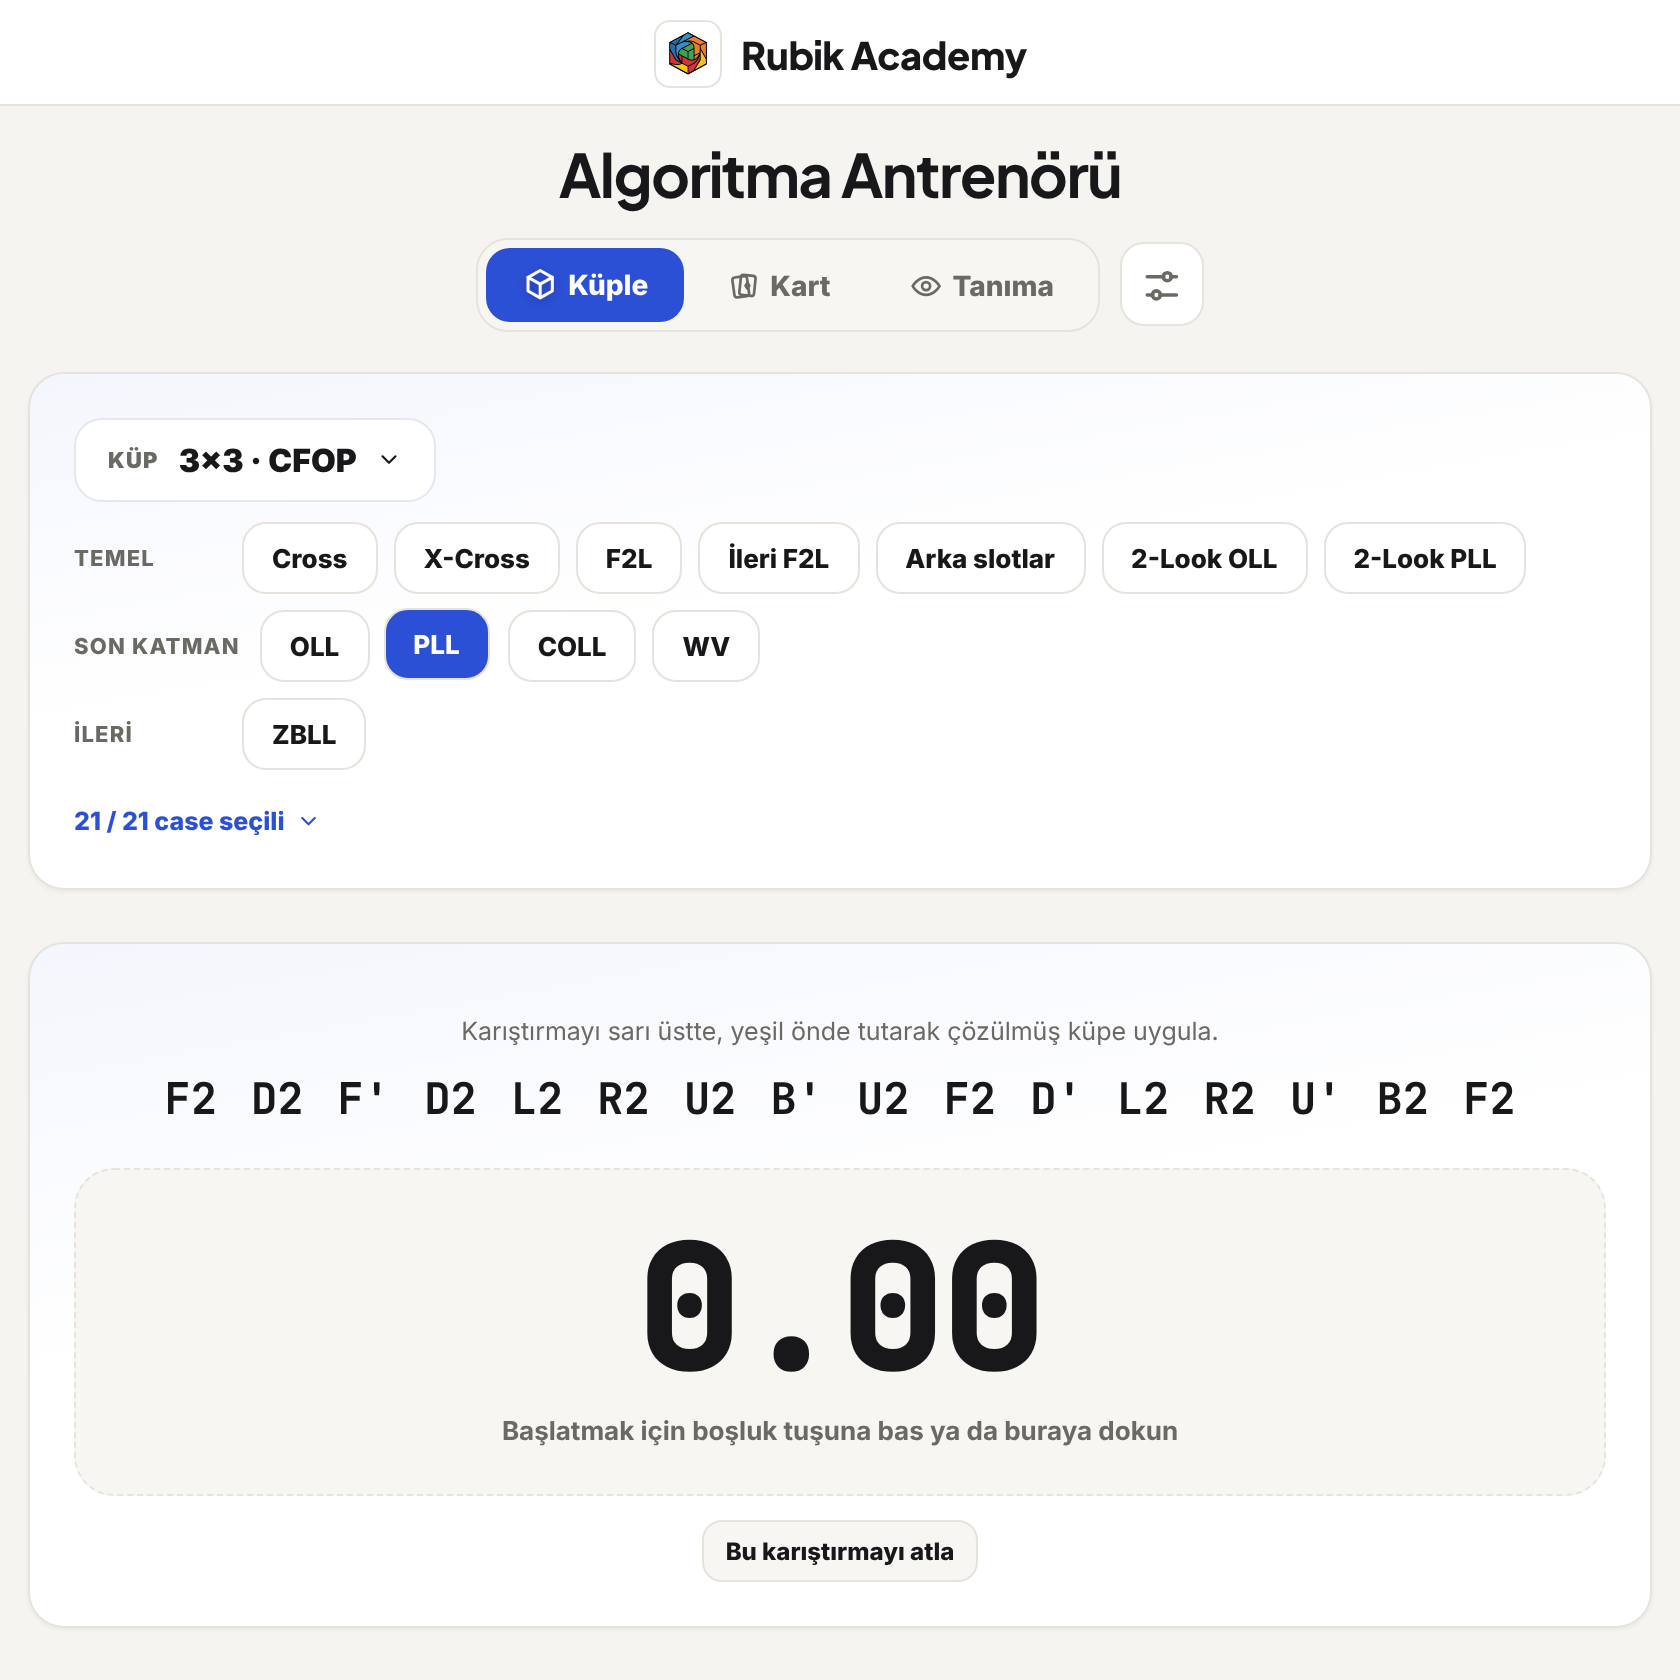 Rubik Academy
Algoritma Antrenörü
Küple Kart Tanıma
KÜP 3×3 · CFOP
TEMEL Cross X-Cross F2L İleri F2L Arka slotlar 2-Look OLL 2-Look PLL
SON KATMAN OLL PLL COLL WV
İLERİ ZBLL
21 / 21 case seçili
Karıştırmayı sarı üstte, yeşil önde tutarak çözülmüş küpe uygula.
F2 D2 F' D2 L2 R2 U2 B' U2 F2 D' L2 R2 U' B2 F2
0.00
Başlatmak için boşluk tuşuna bas ya da buraya dokun
Bu karıştırmayı atla